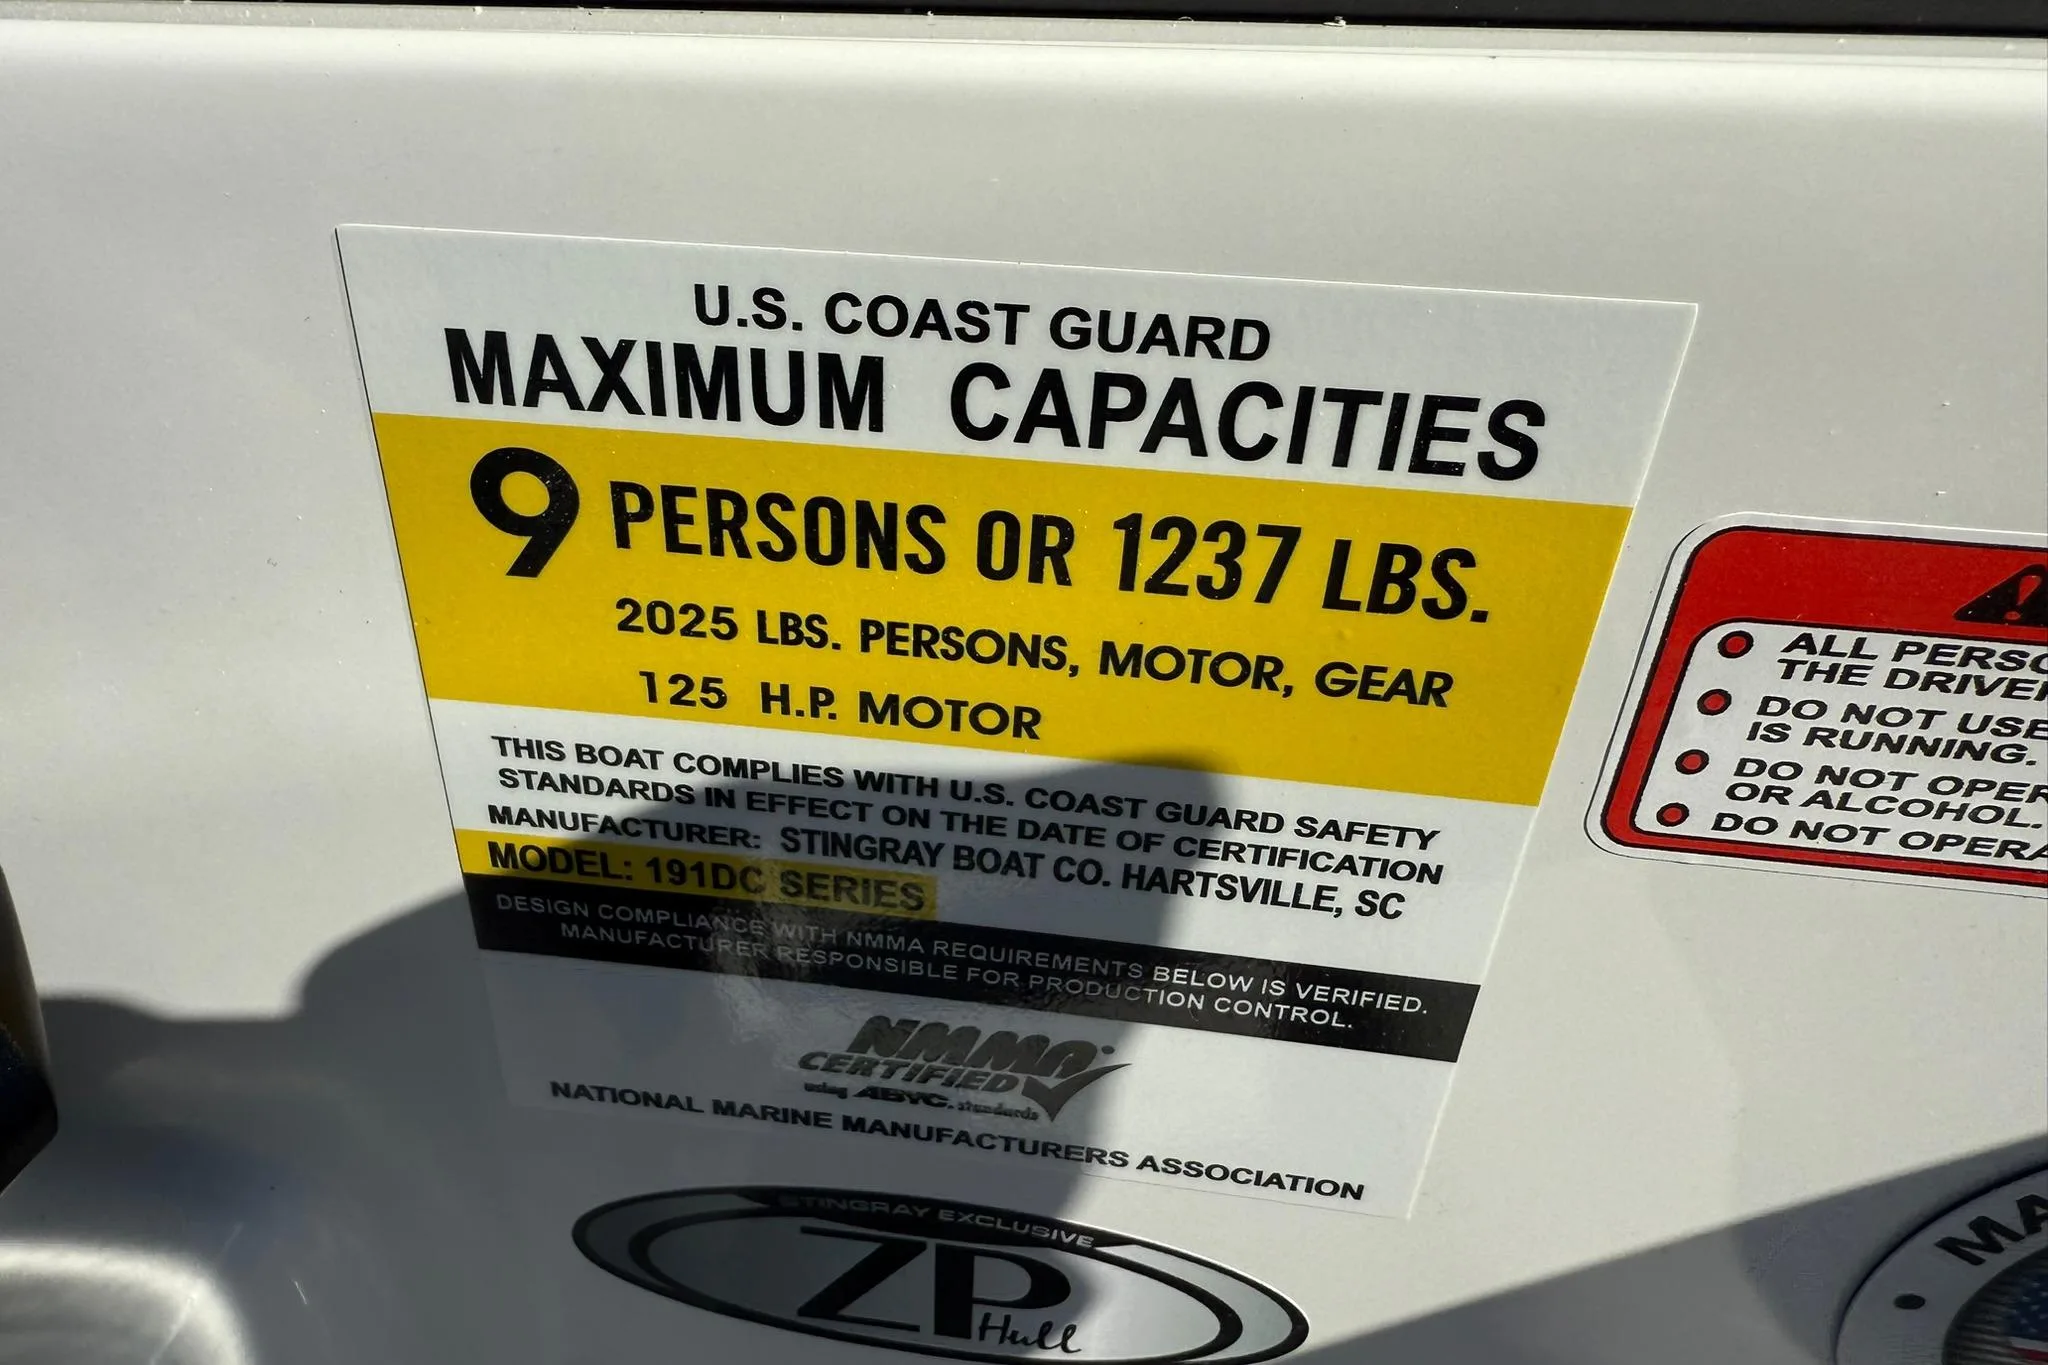 U.S. COAST GUARD
MAXIMUM CAPACITIES
9 PERSONS OR 1237 LBS.
2025 LBS. PERSONS, MOTOR, GEAR
125 H.P. MOTOR
THIS BOAT COMPLIES WITH U.S. COAST GUARD SAFETY
STANDARDS IN EFFECT ON THE DATE OF CERTIFICATION
MANUFACTURER: STINGRAY BOAT CO. HARTSVILLE, SC
MODEL: 191DC SERIES
DESIGN COMPLIANCE WITH NMMA REQUIREMENTS BELOW IS VERIFIED.
MANUFACTURER RESPONSIBLE FOR PRODUCTION CONTROL.
NMMA
CERTIFIED
using ABYC. standards
NATIONAL MARINE MANUFACTURERS ASSOCIATION
STINGRAY EXCLUSIVE
ZP Hull
ALL PERSO
THE DRIVE
DO NOT USE
IS RUNNING.
DO NOT OPER
OR ALCOHOL.
DO NOT OPERA
MA